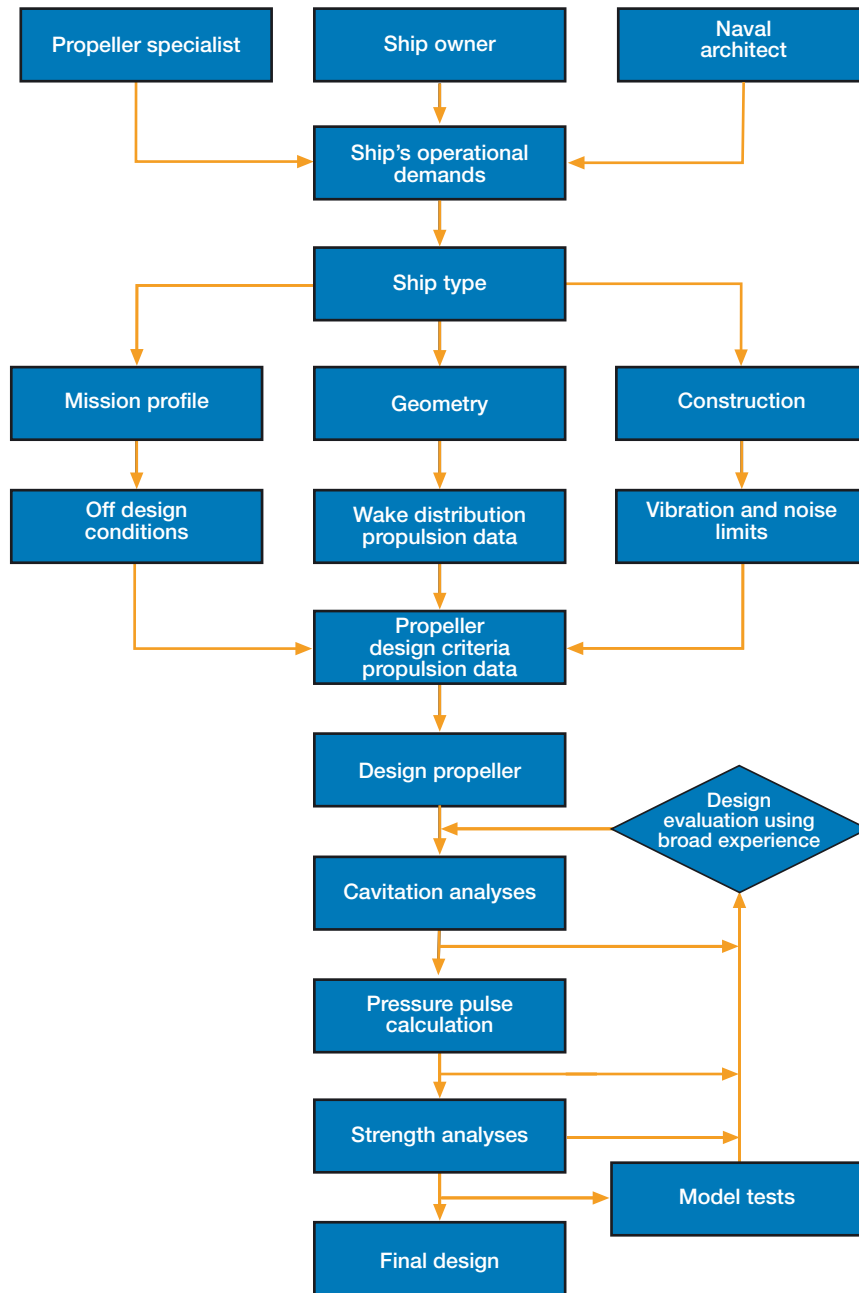 Propeller specialist
Ship owner
Naval
architect
Ship's operational
demands
Ship type
Mission profile
Geometry
Construction
Off design
conditions
Wake distribution
propulsion data
Vibration and noise
limits
Propeller
design criteria
propulsion data
Design propeller
Design
evaluation using
broad experience
Cavitation analyses
Pressure pulse
calculation
Strength analyses
Model tests
Final design